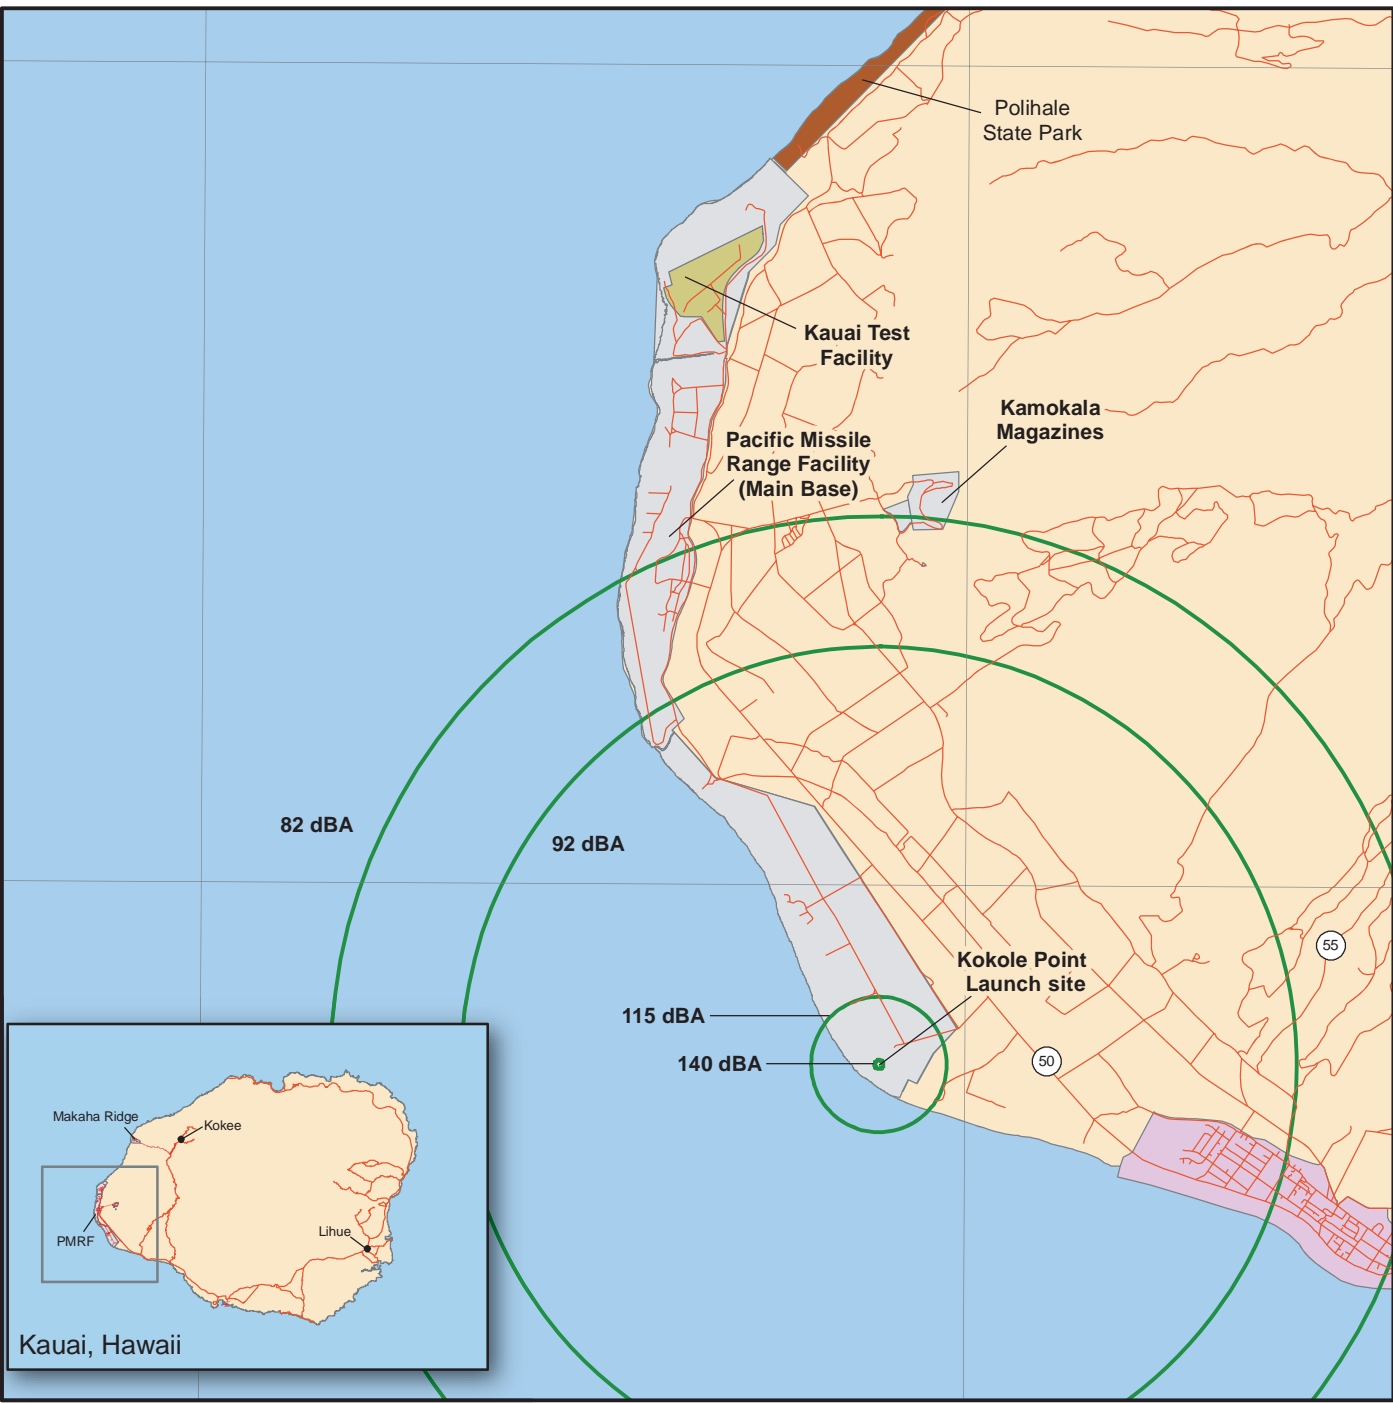 Polihale
State Park
Kauai Test
Facility
Kamokala
Magazines
Pacific Missile
Range Facility
(Main Base)
82 dBA
92 dBA
55
Kokole Point
Launch site
115 dBA
140 dBA
50
Makaha Ridge
Kokee
PMRF
Lihue
Kauai, Hawaii